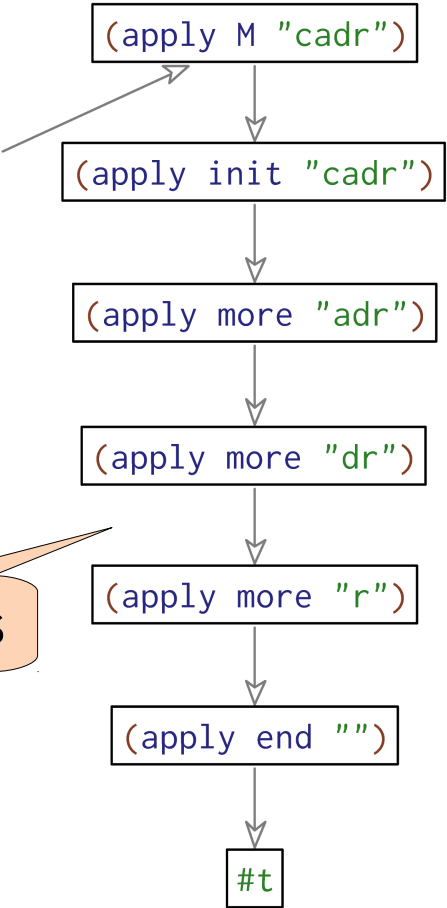 (apply M "cadr")
(apply init "cadr")
(apply more "adr")
(apply more "dr")
(apply more "r")
(apply end "")
#t